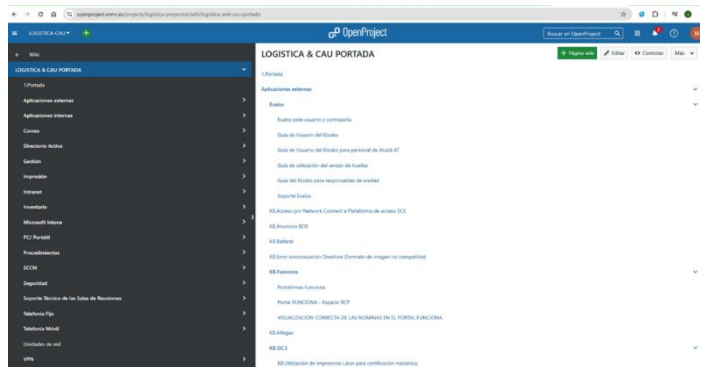 openproject.cnmc.es/projects/logistica-proyectos/wiki/logistica-and-cau-portada
LOGISTICA-CAU
OpenProject
Buscar en OpenProject
Wiki
LOGISTICA & CAU PORTADA
1.Portada
Aplicaciones externas
Aplicaciones internas
Correo
Directorio Activo
Gestión
Impresión
Intranet
Inventario
Microsoft Intune
PC/ Portátil
Procedimientos
SCCM
Seguridad
Soporte Técnico de las Salas de Reuniones
Telefonía Fija
Telefonía Móvil
Unidades de red
VPN
LOGISTICA & CAU PORTADA
+ Página wiki
Editar
Controlar
Más
1.Portada
Aplicaciones externas
Evalos
Evalos pide usuario y contraseña
Guía de Usuario del Kiosko
Guía de Usuario del Kiosko para personal de Alcalá 47
Guía de utilización del sensor de huellas
Guía del Kiosko para responsables de unidad
Soporte Evalos
KB.Acceso por Network Connect a Plataforma de acceso SCE
KB.Anuncios BOE
KB.Badaral
KB.Error sincronización Onedrive (Formato de imagen no compatible)
KB.Funciona
Portafirmas Funciona
Portal FUNCIONA - Espacio RCP
VISUALIZACION CORRECTA DE LAS NOMINAS EN EL PORTAL FUNCIONA
KB.Mitigas
KB.SIC3
KB.Utilización de impresoras Láser para certificación mecánica.